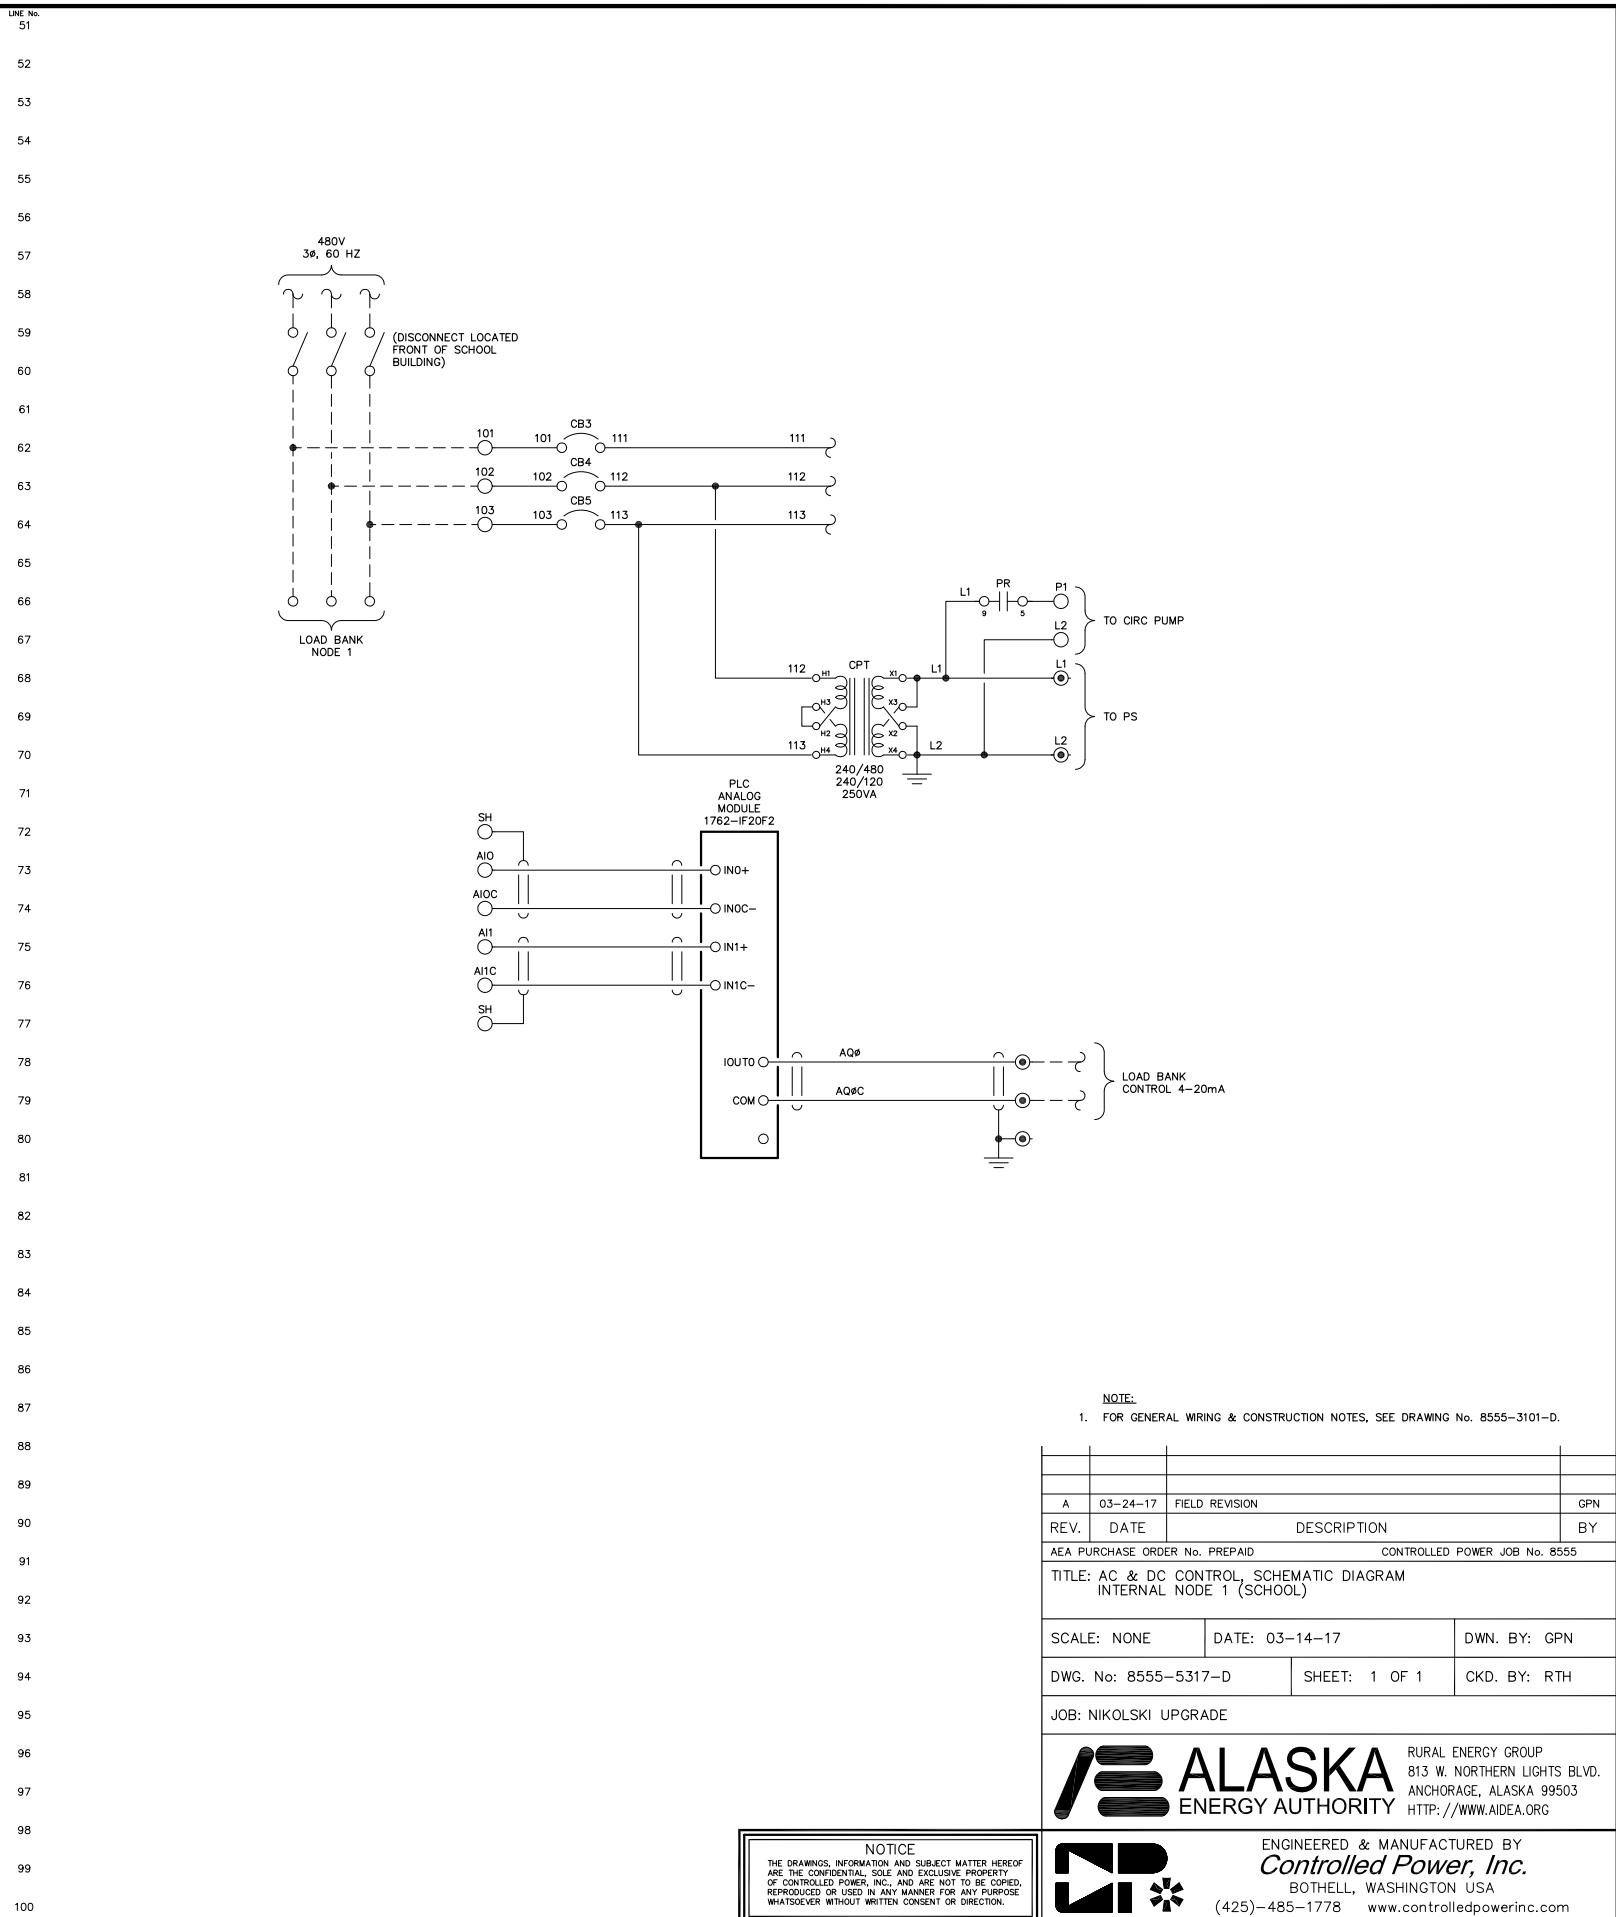 LINE No.
51
52
53
54
55
56
57
58
59
60
61
62
63
64
65
66
67
68
69
70
71
72
73
74
75
76
77
78
79
80
81
82
83
84
85
86
87
88
89
90
91
92
93
94
95
96
97
98
99
100
480V
3ø, 60 HZ
(DISCONNECT LOCATED
FRONT OF SCHOOL
BUILDING)
101 101 CB3 111 111
102 102 CB4 112 112
103 103 CB5 113 113
LOAD BANK
NODE 1
L1 PR P1
9 5
L2
TO CIRC PUMP
112 H1 CPT X1 L1 L1
H3 X3
TO PS
H2 X2
113 H4 X4 L2 L2
240/480
240/120
250VA
PLC
ANALOG
MODULE
1762-IF20F2
SH
AI0 IN0+
AI0C IN0C-
AI1 IN1+
AI1C IN1C-
SH
IOUT0 AQø
COM AQøC
LOAD BANK
CONTROL 4-20mA
NOTE:
1. FOR GENERAL WIRING & CONSTRUCTION NOTES, SEE DRAWING No. 8555-3101-D.
A 03-24-17 FIELD REVISION GPN
REV. DATE DESCRIPTION BY
AEA PURCHASE ORDER No. PREPAID CONTROLLED POWER JOB No. 8555
TITLE: AC & DC CONTROL, SCHEMATIC DIAGRAM
INTERNAL NODE 1 (SCHOOL)
SCALE: NONE DATE: 03-14-17 DWN. BY: GPN
DWG. No: 8555-5317-D SHEET: 1 OF 1 CKD. BY: RTH
JOB: NIKOLSKI UPGRADE
ALASKA
ENERGY AUTHORITY
RURAL ENERGY GROUP
813 W. NORTHERN LIGHTS BLVD.
ANCHORAGE, ALASKA 99503
HTTP://WWW.AIDEA.ORG
NOTICE
THE DRAWINGS, INFORMATION AND SUBJECT MATTER HEREOF
ARE THE CONFIDENTIAL, SOLE AND EXCLUSIVE PROPERTY
OF CONTROLLED POWER, INC., AND ARE NOT TO BE COPIED,
REPRODUCED OR USED IN ANY MANNER FOR ANY PURPOSE
WHATSOEVER WITHOUT WRITTEN CONSENT OR DIRECTION.
ENGINEERED & MANUFACTURED BY
Controlled Power, Inc.
BOTHELL, WASHINGTON USA
(425)-485-1778 www.controlledpowerinc.com